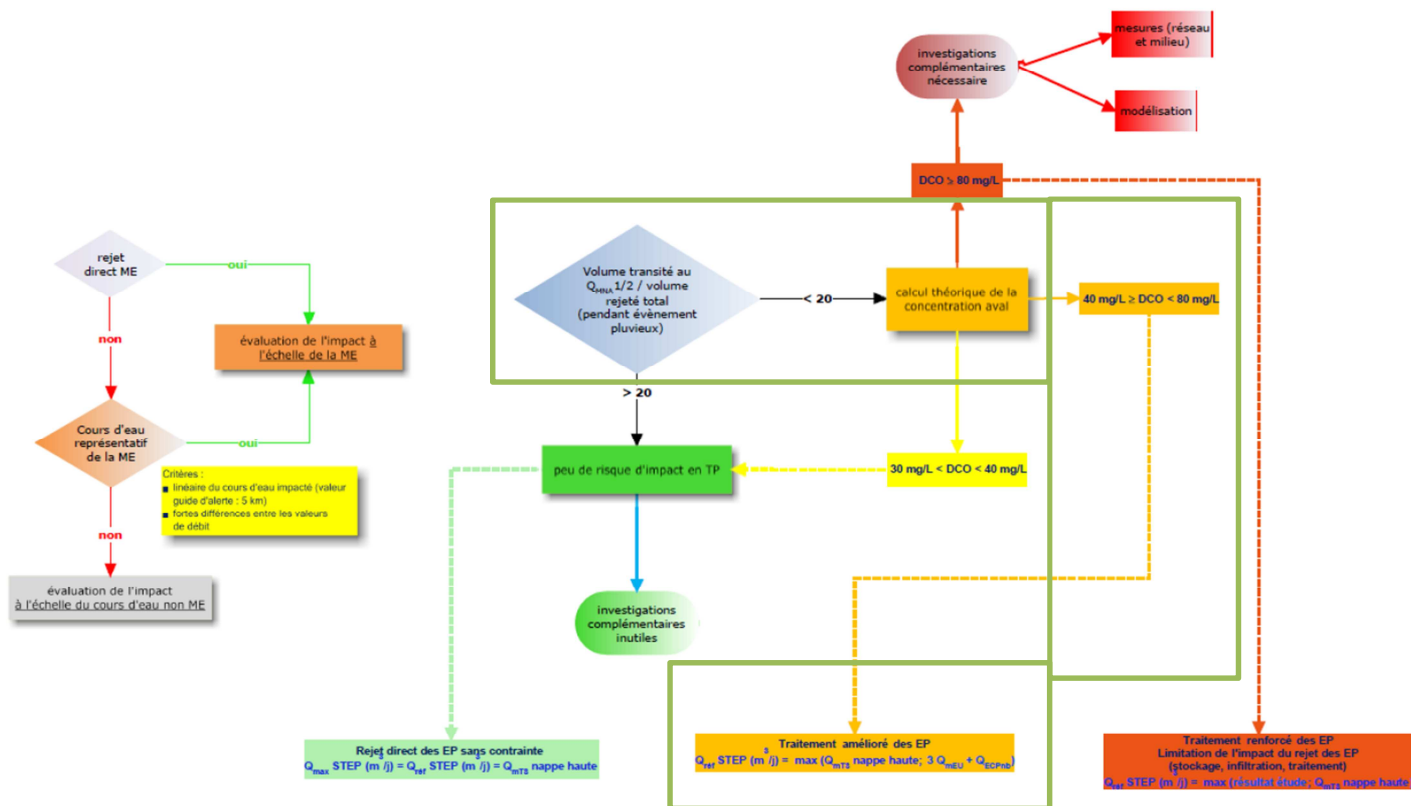 mesures (réseau
et milieu)
investigations
complémentaires
nécessaire
modélisation
DCO ≥ 80 mg/L
rejet
direct ME
oui
non
évaluation de l'impact à
l'échelle de la ME
Cours d'eau
représentatif
de la ME
oui
Critères :
▪ linéaire du cours d'eau impacté (valeur
guide d'alerte : 5 km)
▪ fortes différences entre les valeurs
de débit
non
évaluation de l'impact
à l'échelle du cours d'eau non ME
Volume transité au
QMNA 1/2 / volume
rejeté total
(pendant évènement
pluvieux)
< 20
calcul théorique de la
concentration aval
40 mg/L ≥ DCO < 80 mg/L
> 20
peu de risque d'impact en TP
30 mg/L < DCO < 40 mg/L
investigations
complémentaires
inutiles
Rejet direct des EP sans contrainte
Qmax STEP (m³/j) = Qréf STEP (m³/j) = QmTS nappe haute
Traitement amélioré des EP
Qréf STEP (m³/j) = max (QmTS nappe haute; 3 QmEU + QECPnb)
Traitement renforcé des EP
Limitation de l'impact du rejet des EP
(stockage, infiltration, traitement)
Qréf STEP (m³/j) = max (résultat étude ; QmTS nappe haute